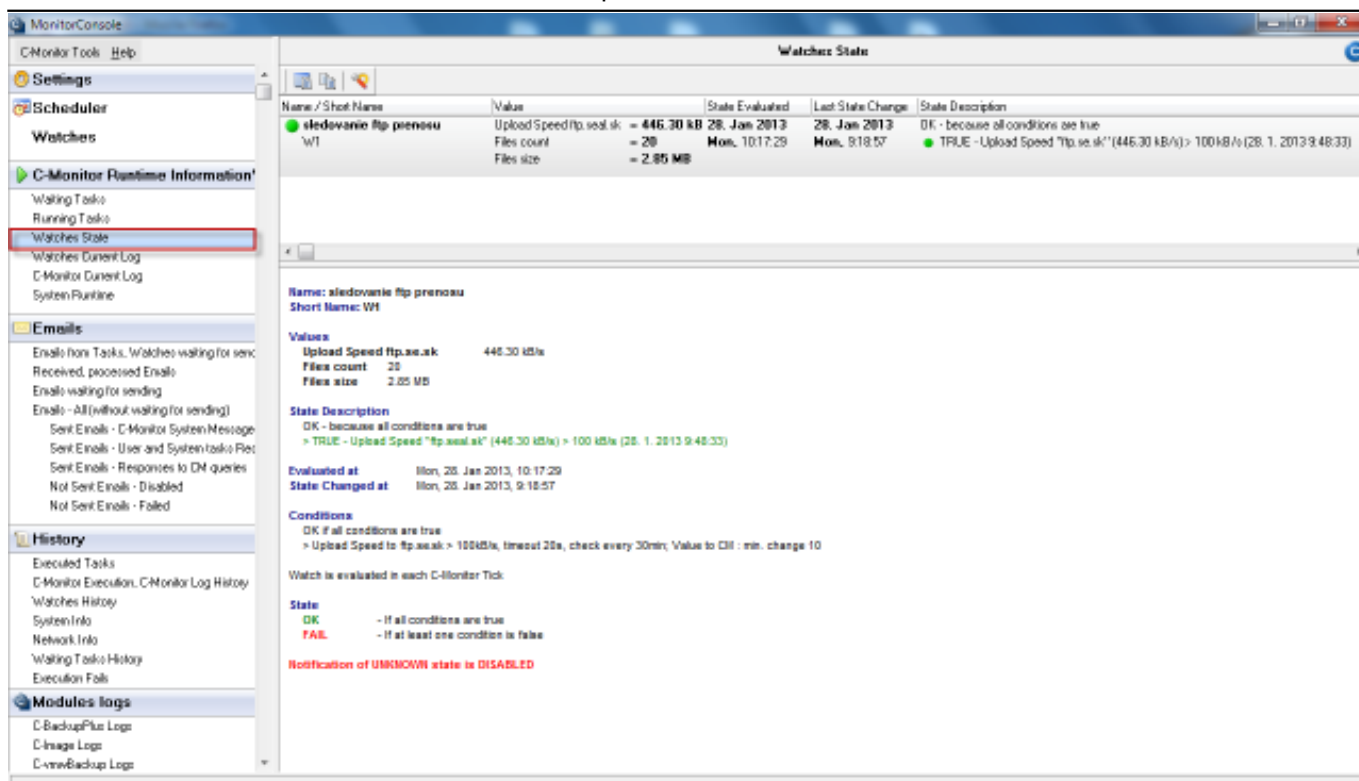 MonitorConsole
C-Monitor Tools Help
Watches State
Settings
Scheduler
Watches
C-Monitor Runtime Information
Waiting Tasks
Running Tasks
Watches State
Watches Current Log
C-Monitor Current Log
System Runtime
Emails
Emails from Tasks, Watches waiting for send
Received, processed Emails
Emails waiting for sending
Emails - All (without waiting for sending)
Sent Emails - C-Monitor System Message
Sent Emails - User and System tasks Rec
Sent Emails - Responses to CM queries
Not Sent Emails - Disabled
Not Sent Emails - Failed
History
Executed Tasks
C-Monitor Execution, C-Monitor Log History
Watches History
System Info
Network Info
Waiting Tasks History
Execution Fails
Modules logs
C-BackupPlus Logs
C-Image Logs
C-vmwBackup Logs
Name / Short Name Value State Evaluated Last State Change State Description
sledovanie ftp prenosu Upload Speed ftp.seal.sk = 446.30 kB 28. Jan 2013 28. Jan 2013 OK - because all conditions are true
W1 Files count = 20 Mon, 10:17:29 Mon, 9:18:57 TRUE - Upload Speed "ftp.se.sk" (446.30 kB/s) > 100 kB/s (28. 1. 2013 9:48:33)
Files size = 2.85 MB
Name: sledovanie ftp prenosu
Short Name: W1
Values
Upload Speed ftp.se.sk 446.30 kB/s
Files count 20
Files size 2.85 MB
State Description
OK - because all conditions are true
> TRUE - Upload Speed "ftp.seal.sk" (446.30 kB/s) > 100 kB/s (28. 1. 2013 9:48:33)
Evaluated at Mon, 28. Jan 2013, 10:17:29
State Changed at Mon, 28. Jan 2013, 9:18:57
Conditions
OK if all conditions are true
> Upload Speed to ftp.se.sk > 100kB/s, timeout 20s, check every 30min; Value to CM : min. change 10
Watch is evaluated in each C-Monitor Tick
State
OK - If all conditions are true
FAIL - If at least one condition is false
Notification of UNKNOWN state is DISABLED